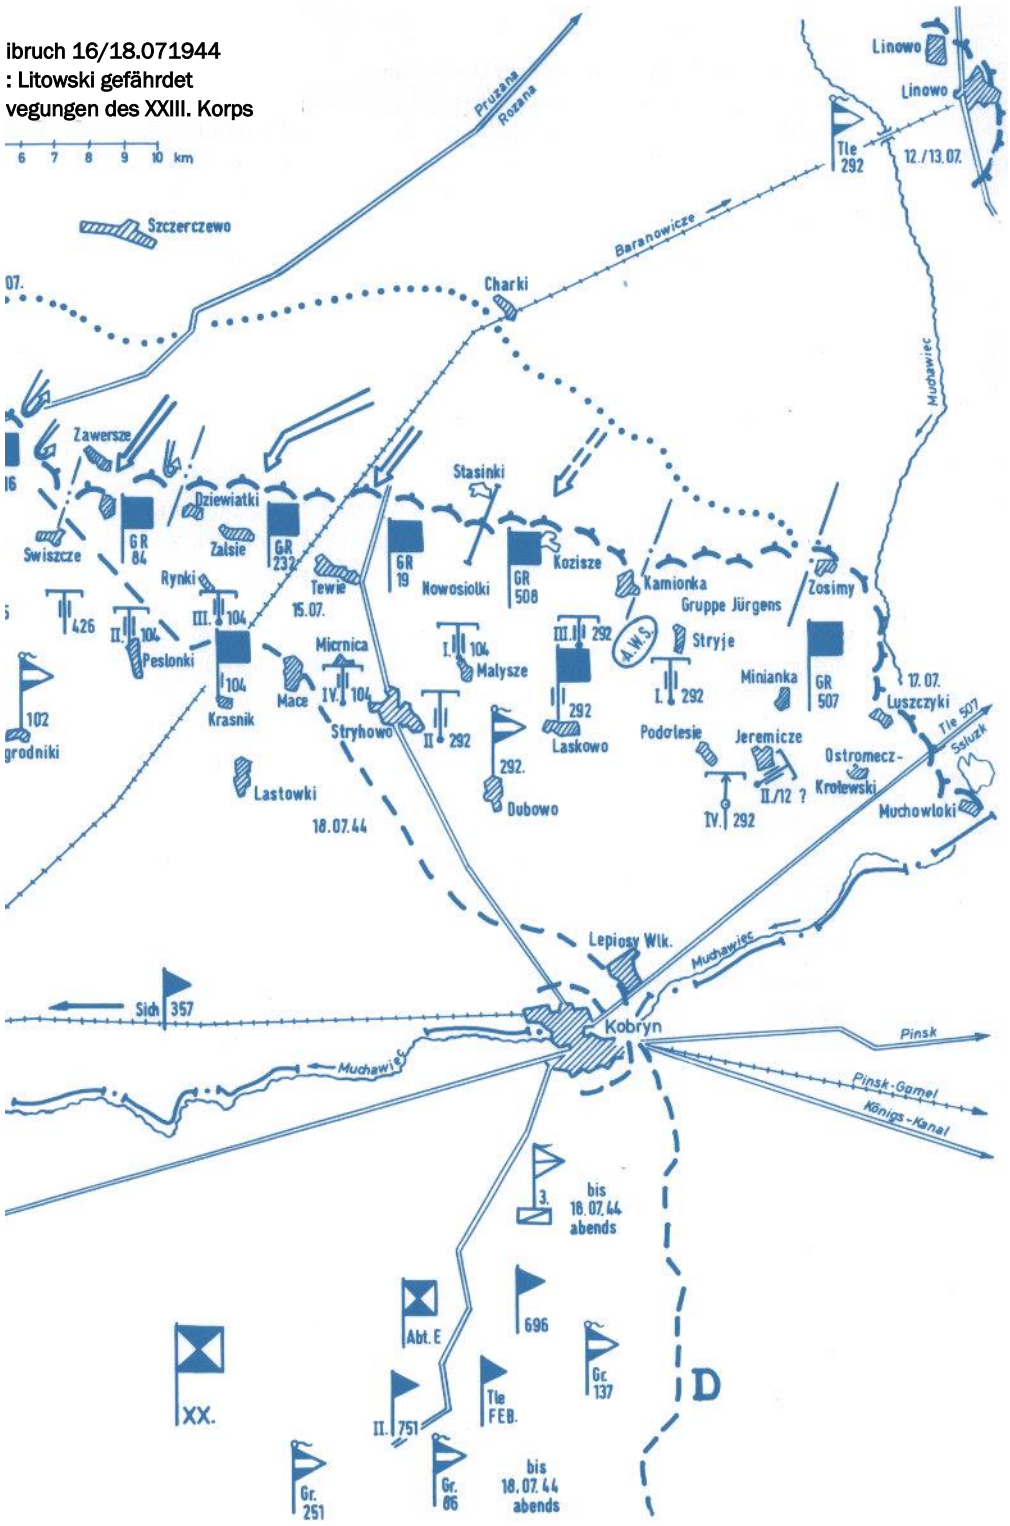 ibruch 16/18.071944
: Litowski gefährdet
vegungen des XXIII. Korps
6 7 8 9 10 km
Linowo
Linowo
Pruzana
Rozana
Tle
292
12./13.07.
Szczerczewo
Baranowicze
07.
Charki
Muchawiec
Zawersze
Stasinki
16
Dziewiatki
GR
84
GR
232
GR
19
GR
508
Swiszcze
Zalsie
Kozisze
Rynki
Tewie
Nowosiolki
Kamionka
Zosimy
15.07.
Gruppe Jürgens
426
II. 104
III. 104
I. 104
III. 292
A.W.S.
Stryje
Peslonki
Micrnica
Malysze
Minianka
GR
507
17.07.
104
Mace
IV. 104
I. 292
Luszczyki
102
Krasnik
Stryhowo
II 292
292
Laskowo
Podolesie
Jeremicze
Tle 507
Ssluzk
grodniki
292.
Ostromecz-
Krolewski
Lastowki
Dubowo
IV. 292
II./12 ?
Muchowloki
18.07.44
Lepiosy Wlk.
Muchawiec
Sich 357
Kobryn
Pinsk
Muchawiec
Pinsk-Gomel
Königs-Kanal
3.
bis
18.07.44
abends
Abt. E
696
XX.
Gr.
137
II. 751
Tle
FEB.
D
Gr.
251
Gr.
86
bis
18.07.44
abends